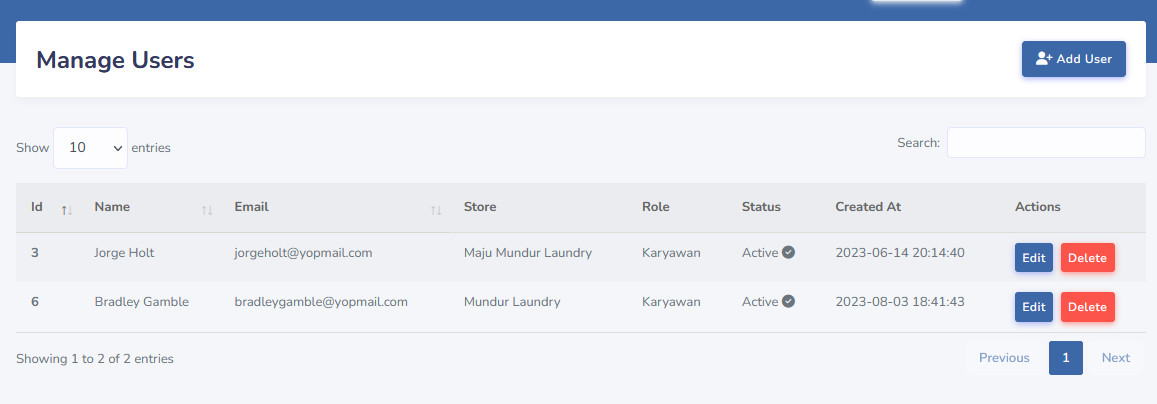 Manage Users
Add User
Show 10 entries
Search:
Id Name Email Store Role Status Created At Actions
3 Jorge Holt jorgeholt@yopmail.com Maju Mundur Laundry Karyawan Active 2023-06-14 20:14:40 Edit Delete
6 Bradley Gamble bradleygamble@yopmail.com Mundur Laundry Karyawan Active 2023-08-03 18:41:43 Edit Delete
Showing 1 to 2 of 2 entries
Previous 1 Next